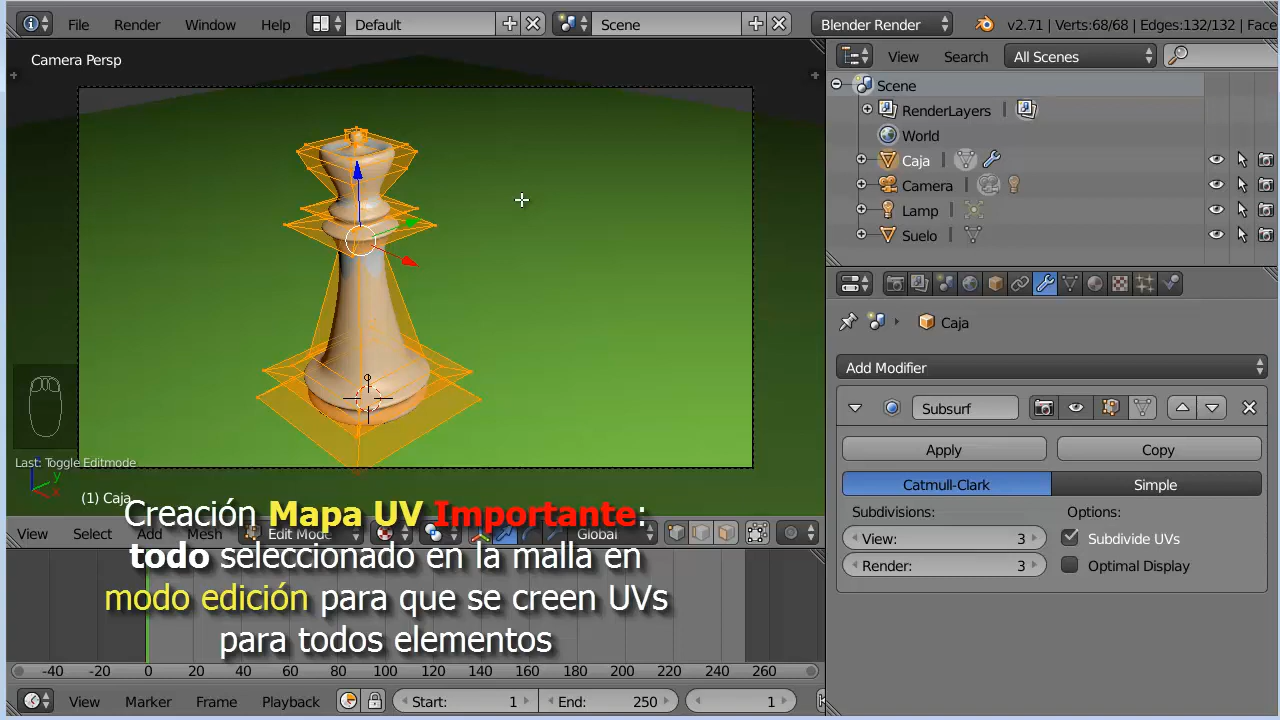 File Render Window Help Default Scene Blender Render v2.71 | Verts:68/68 | Edges:132/132 | Face
Camera Persp
View Search All Scenes
Scene
RenderLayers
World
Caja
Camera
Lamp
Suelo
Caja
Add Modifier
Subsurf
Apply Copy
Catmull-Clark Simple
Subdivisions: Options:
View: 3 Subdivide UVs
Render: 3 Optimal Display
Last: Toggle Editmode
z y x
(1) Caja
View Select Add Mesh Edit Mode Global
Creación Mapa UV Importante:
todo seleccionado en la malla en
modo edición para que se creen UVs
para todos elementos
-40 -20 0 20 40 60 80 100 120 140 160 180 200 220 240 260
View Marker Frame Playback Start: 1 End: 250 1